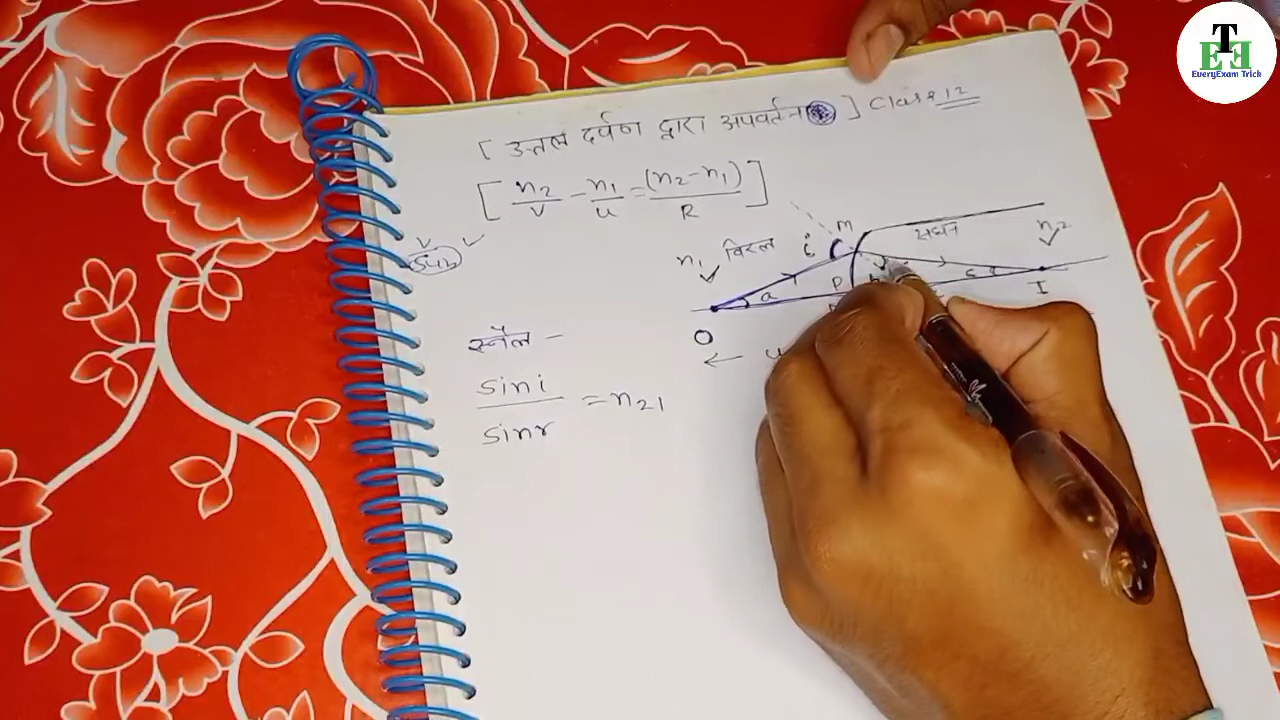 [ उत्तल दर्पण द्वारा अपवर्तन ] Class 12
[ n2/v - n1/u = (n2-n1)/R ]
n1 विरल i M सघन n2
a P c
O I
u
स्नैल -
sin i / sin r = n21
TEE
EveryExam Trick